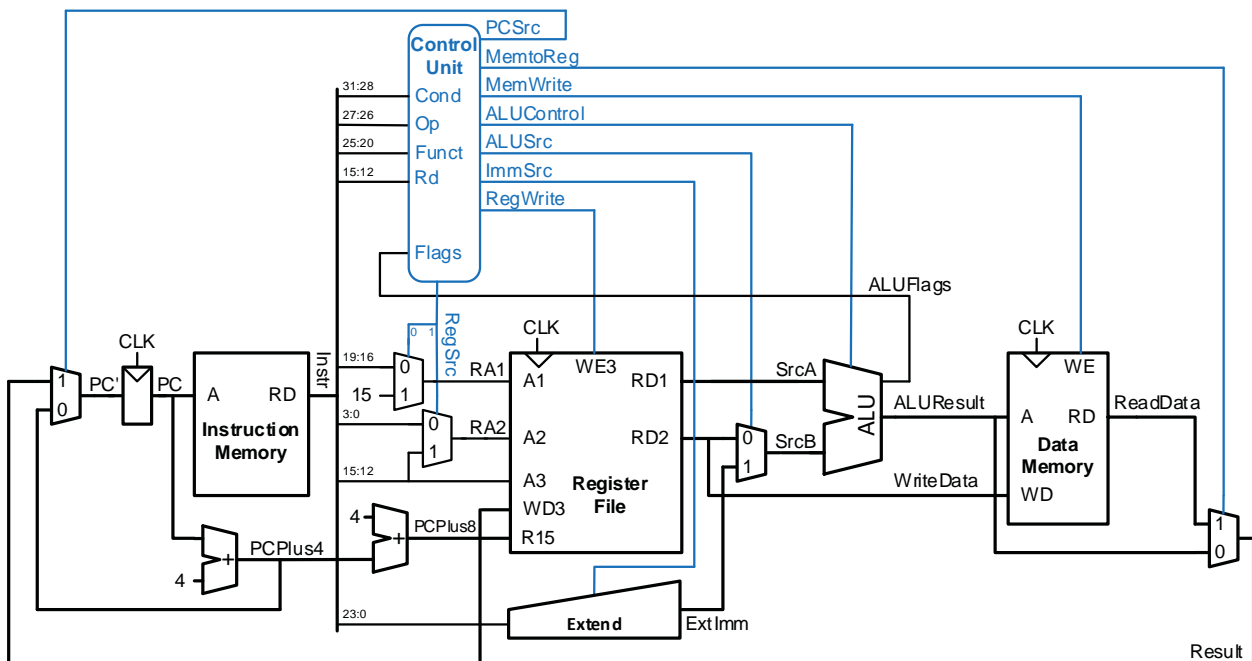 PCSrc
Control
Unit
MemtoReg
MemWrite
ALUControl
ALUSrc
ImmSrc
RegWrite
31:28
Cond
27:26
Op
25:20
Funct
15:12
Rd
Flags
ALUFlags
0 1
RegSrc
CLK
CLK
CLK
Instr
19:16
0
15
1
RA1
A1
WE3
RD1
SrcA
WE
1
0
PC'
PC
A
RD
Instruction
Memory
3:0
0
1
RA2
A2
RD2
0
1
SrcB
ALU
ALUResult
A
RD
ReadData
Data
Memory
15:12
A3
Register
File
WriteData
WD
WD3
R15
4
+
PCPlus8
PCPlus4
+
4
1
0
23:0
Extend
ExtImm
Result